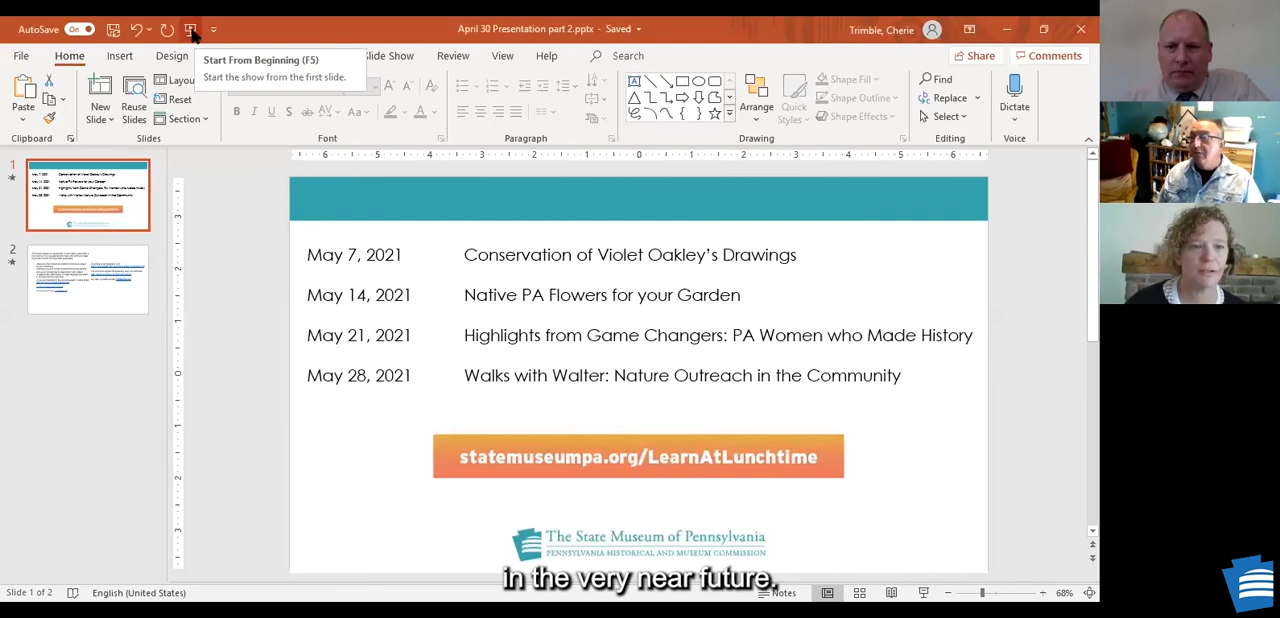 AutoSave On
April 30 Presentation part 2.pptx - Saved
Trimble, Cherie
File Home Insert Design
Start From Beginning (F5)
Start the show from the first slide.
Slide Show Review View Help Search
Share Comments
Paste
New Slide
Reuse Slides
Layou
Reset
Section
Arrange
Quick Styles
Shape Fill
Shape Outline
Shape Effects
Find
Replace
Select
Dictate
Clipboard Slides Font Paragraph Drawing Editing Voice
1
2
May 7, 2021 Conservation of Violet Oakley's Drawings
May 14, 2021 Native PA Flowers for your Garden
May 21, 2021 Highlights from Game Changers: PA Women who Made History
May 28, 2021 Walks with Walter: Nature Outreach in the Community
statemuseumpa.org/LearnAtLunchtime
The State Museum of Pennsylvania
PENNSYLVANIA HISTORICAL AND MUSEUM COMMISSION
in the very near future.
Slide 1 of 2 English (United States) Notes 68%